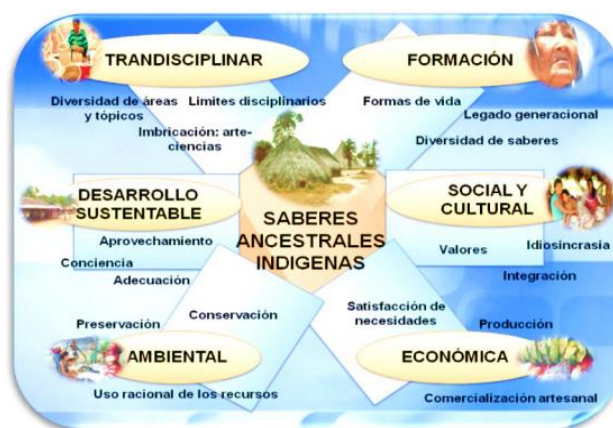 TRANDISCIPLINAR
Diversidad de áreas
y tópicos
Limites disciplinarios
Imbricación: arte-
ciencias
FORMACIÓN
Formas de vida
Legado generacional
Diversidad de saberes
DESARROLLO
SUSTENTABLE
Aprovechamiento
Conciencia
Adecuación
SABERES
ANCESTRALES
INDIGENAS
SOCIAL Y
CULTURAL
Valores
Idiosincrasia
Integración
Conservación
Preservación
AMBIENTAL
Uso racional de los recursos
Satisfacción de
necesidades
Producción
ECONÓMICA
Comercialización artesanal